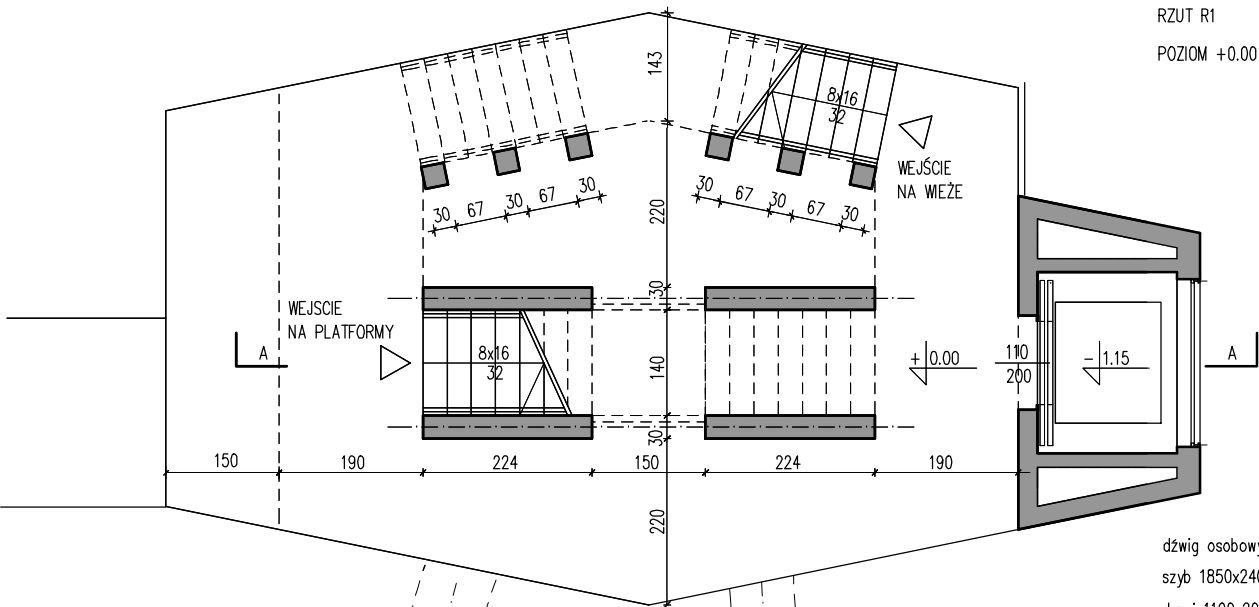 RZUT R1
POZIOM +0.00
143
8x16
32
WEJŚCIE
NA WIEŻE
30 67 30 67 30
30 67 30 67 30
220
WEJSCIE
NA PLATFORMY
30
A
8x16
32
140
+ 0.00
110
200
- 1.15
A
30
150 190 224 150 224 190
220
dźwig osobowy